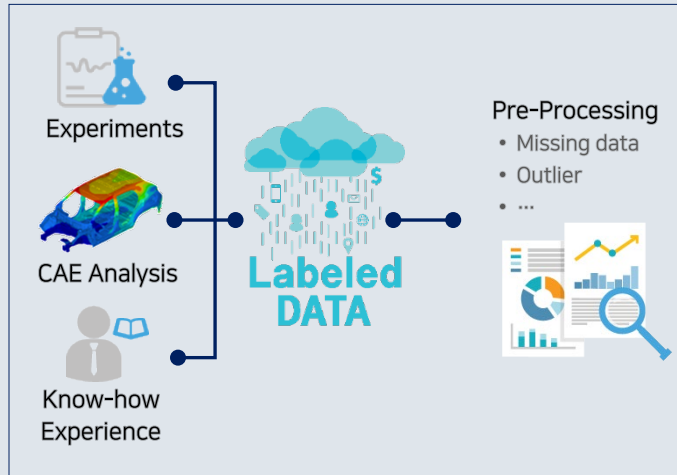 Experiments
CAE Analysis
Know-how
Experience
$
Labeled
DATA
Pre-Processing
• Missing data
• Outlier
• ...